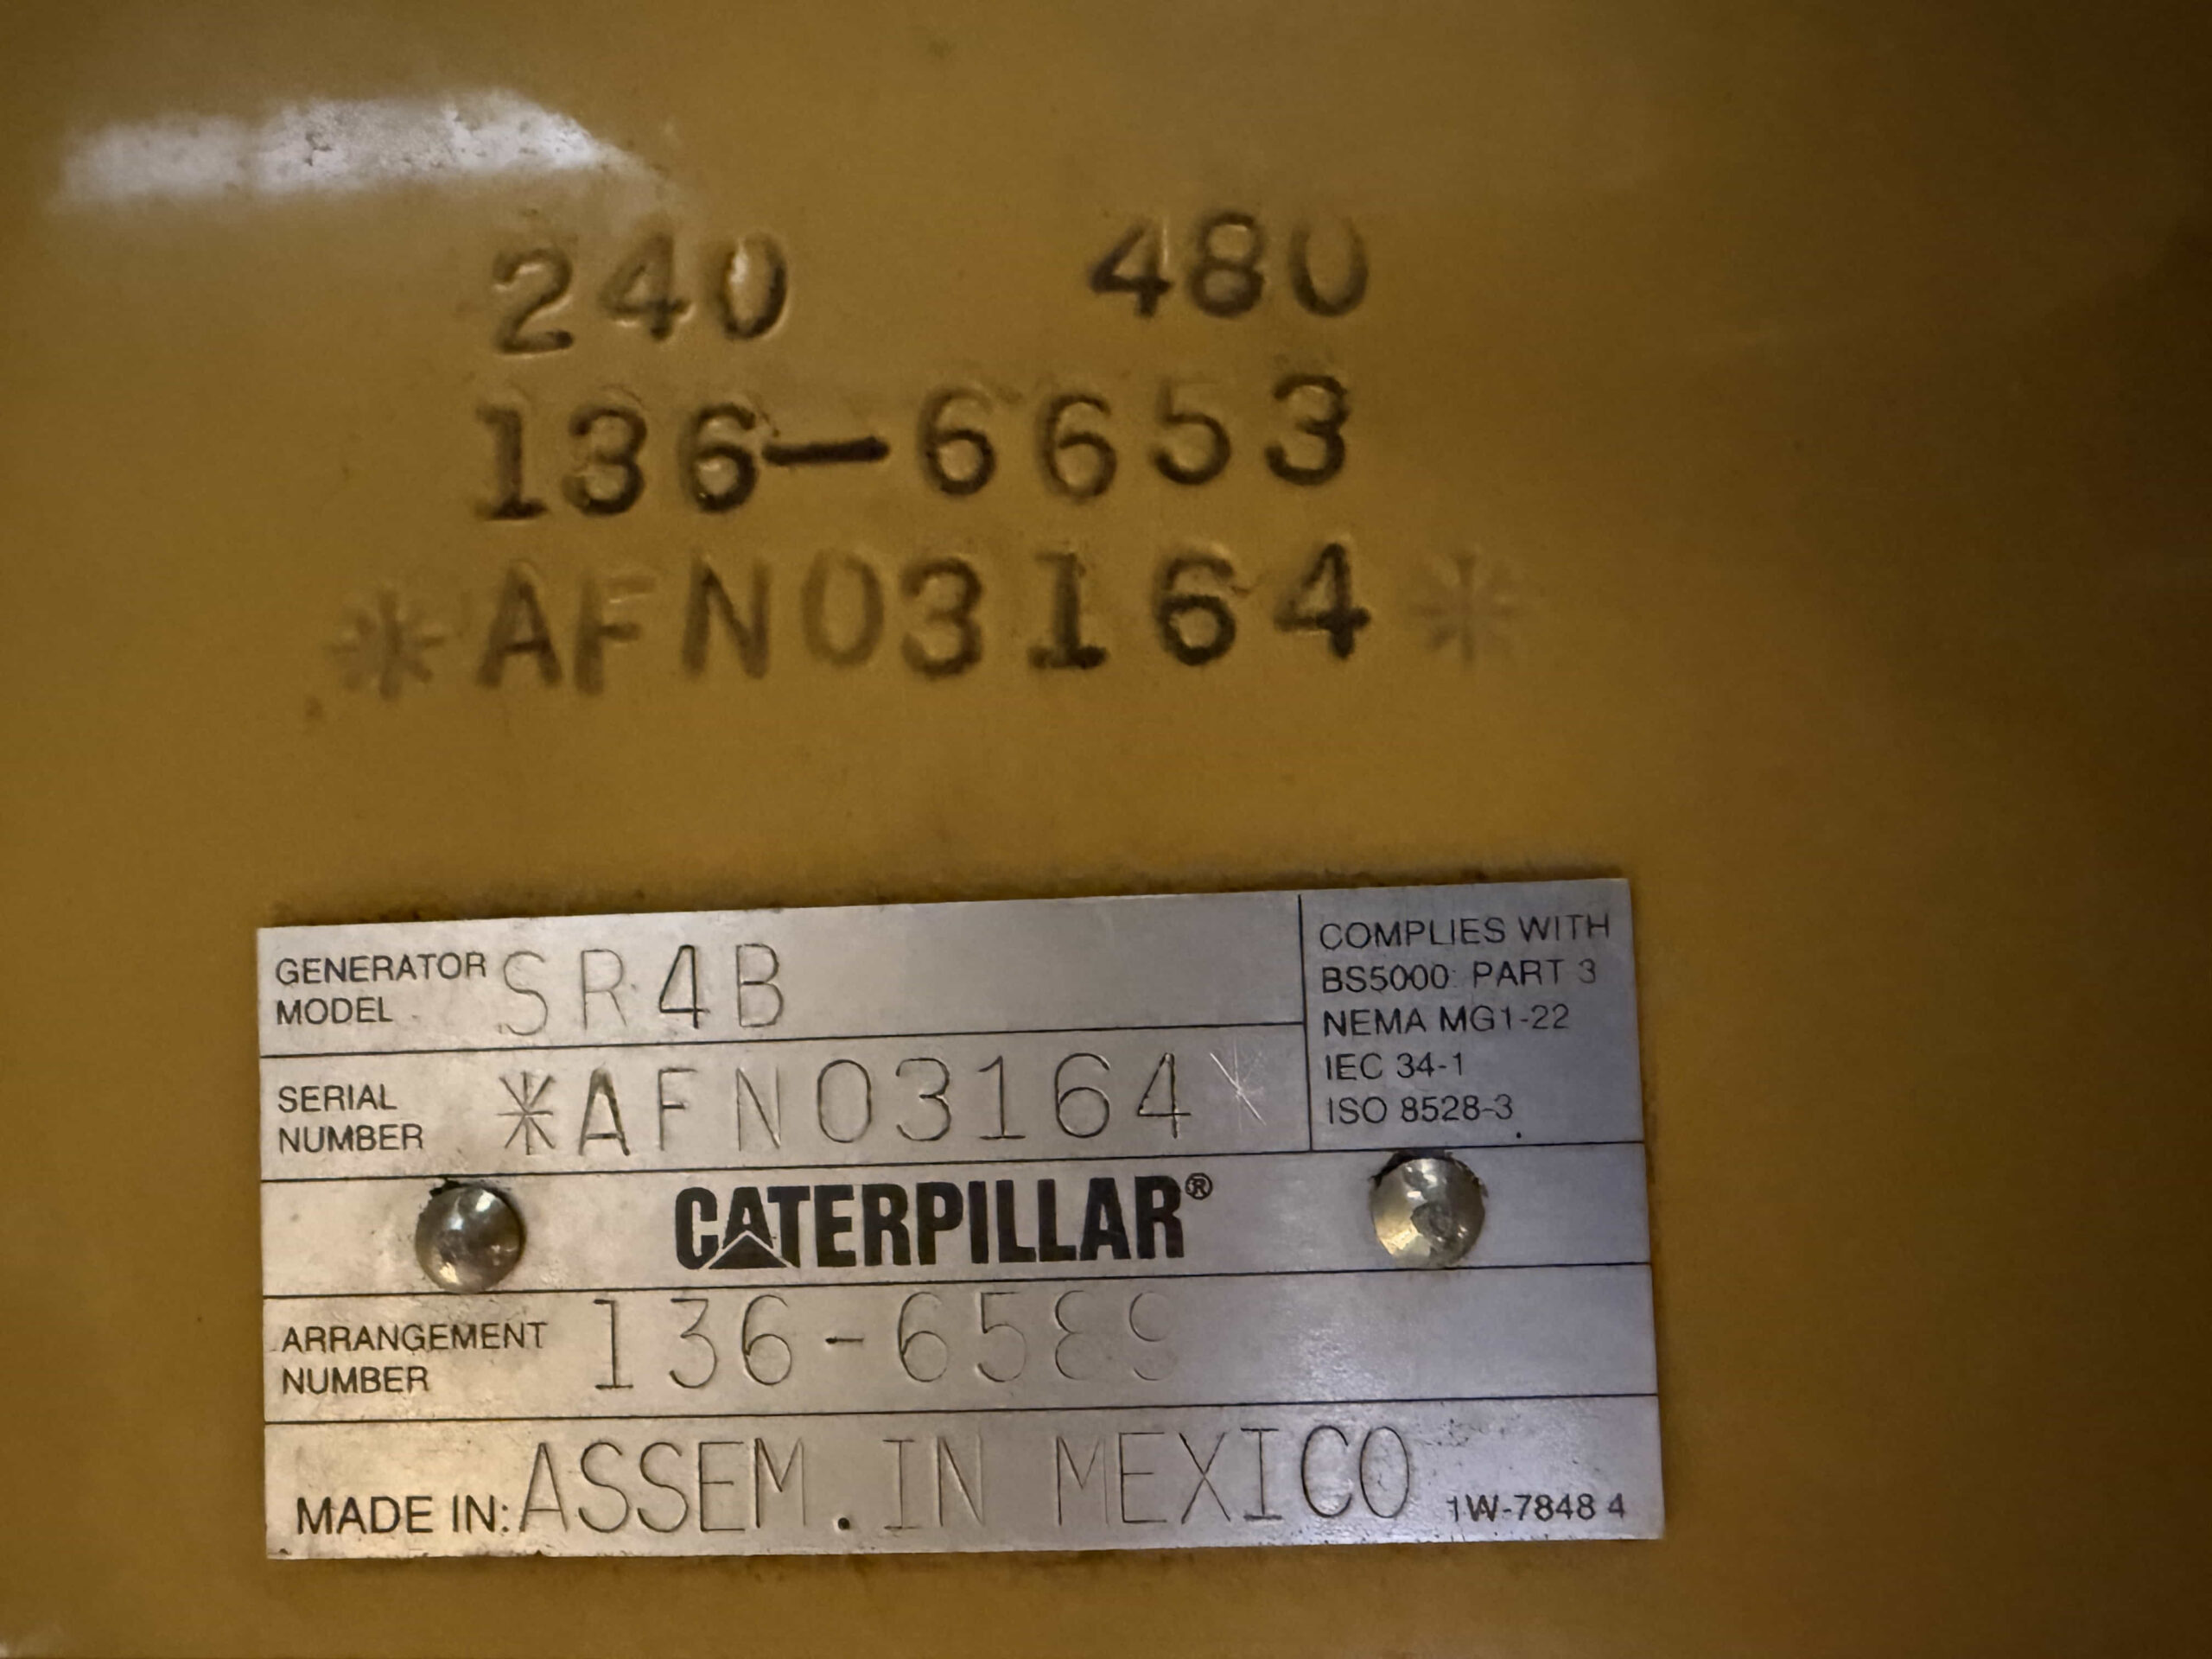 240 480
136-6653
*AFN03164*
GENERATOR MODEL SR4B
SERIAL NUMBER *AFN03164*
COMPLIES WITH
BS5000: PART 3
NEMA MG1-22
IEC 34-1
ISO 8528-3
CATERPILLAR®
ARRANGEMENT NUMBER 136-6589
MADE IN: ASSEM.IN MEXICO
1W-7848 4